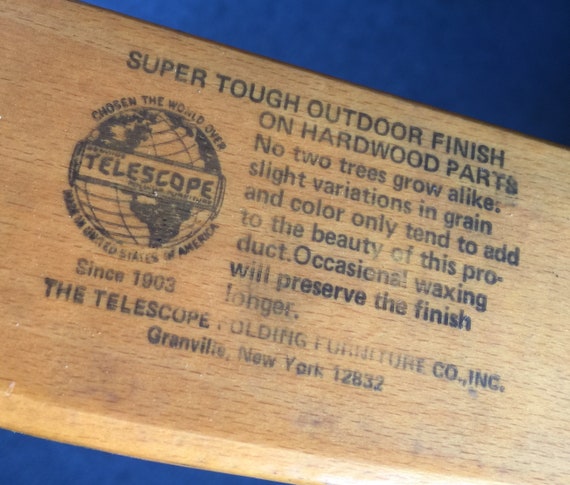 SUPER TOUGH OUTDOOR FINISH
ON HARDWOOD PARTS
No two trees grow alike:
slight variations in grain
and color only tend to add
to the beauty of this pro-
duct. Occasional waxing
will preserve the finish
longer.
CHOSEN THE WORLD OVER
TELESCOPE
MADE IN UNITED STATES OF AMERICA
Since 1903
THE TELESCOPE FOLDING FURNITURE CO., INC.
Granville, New York 12832